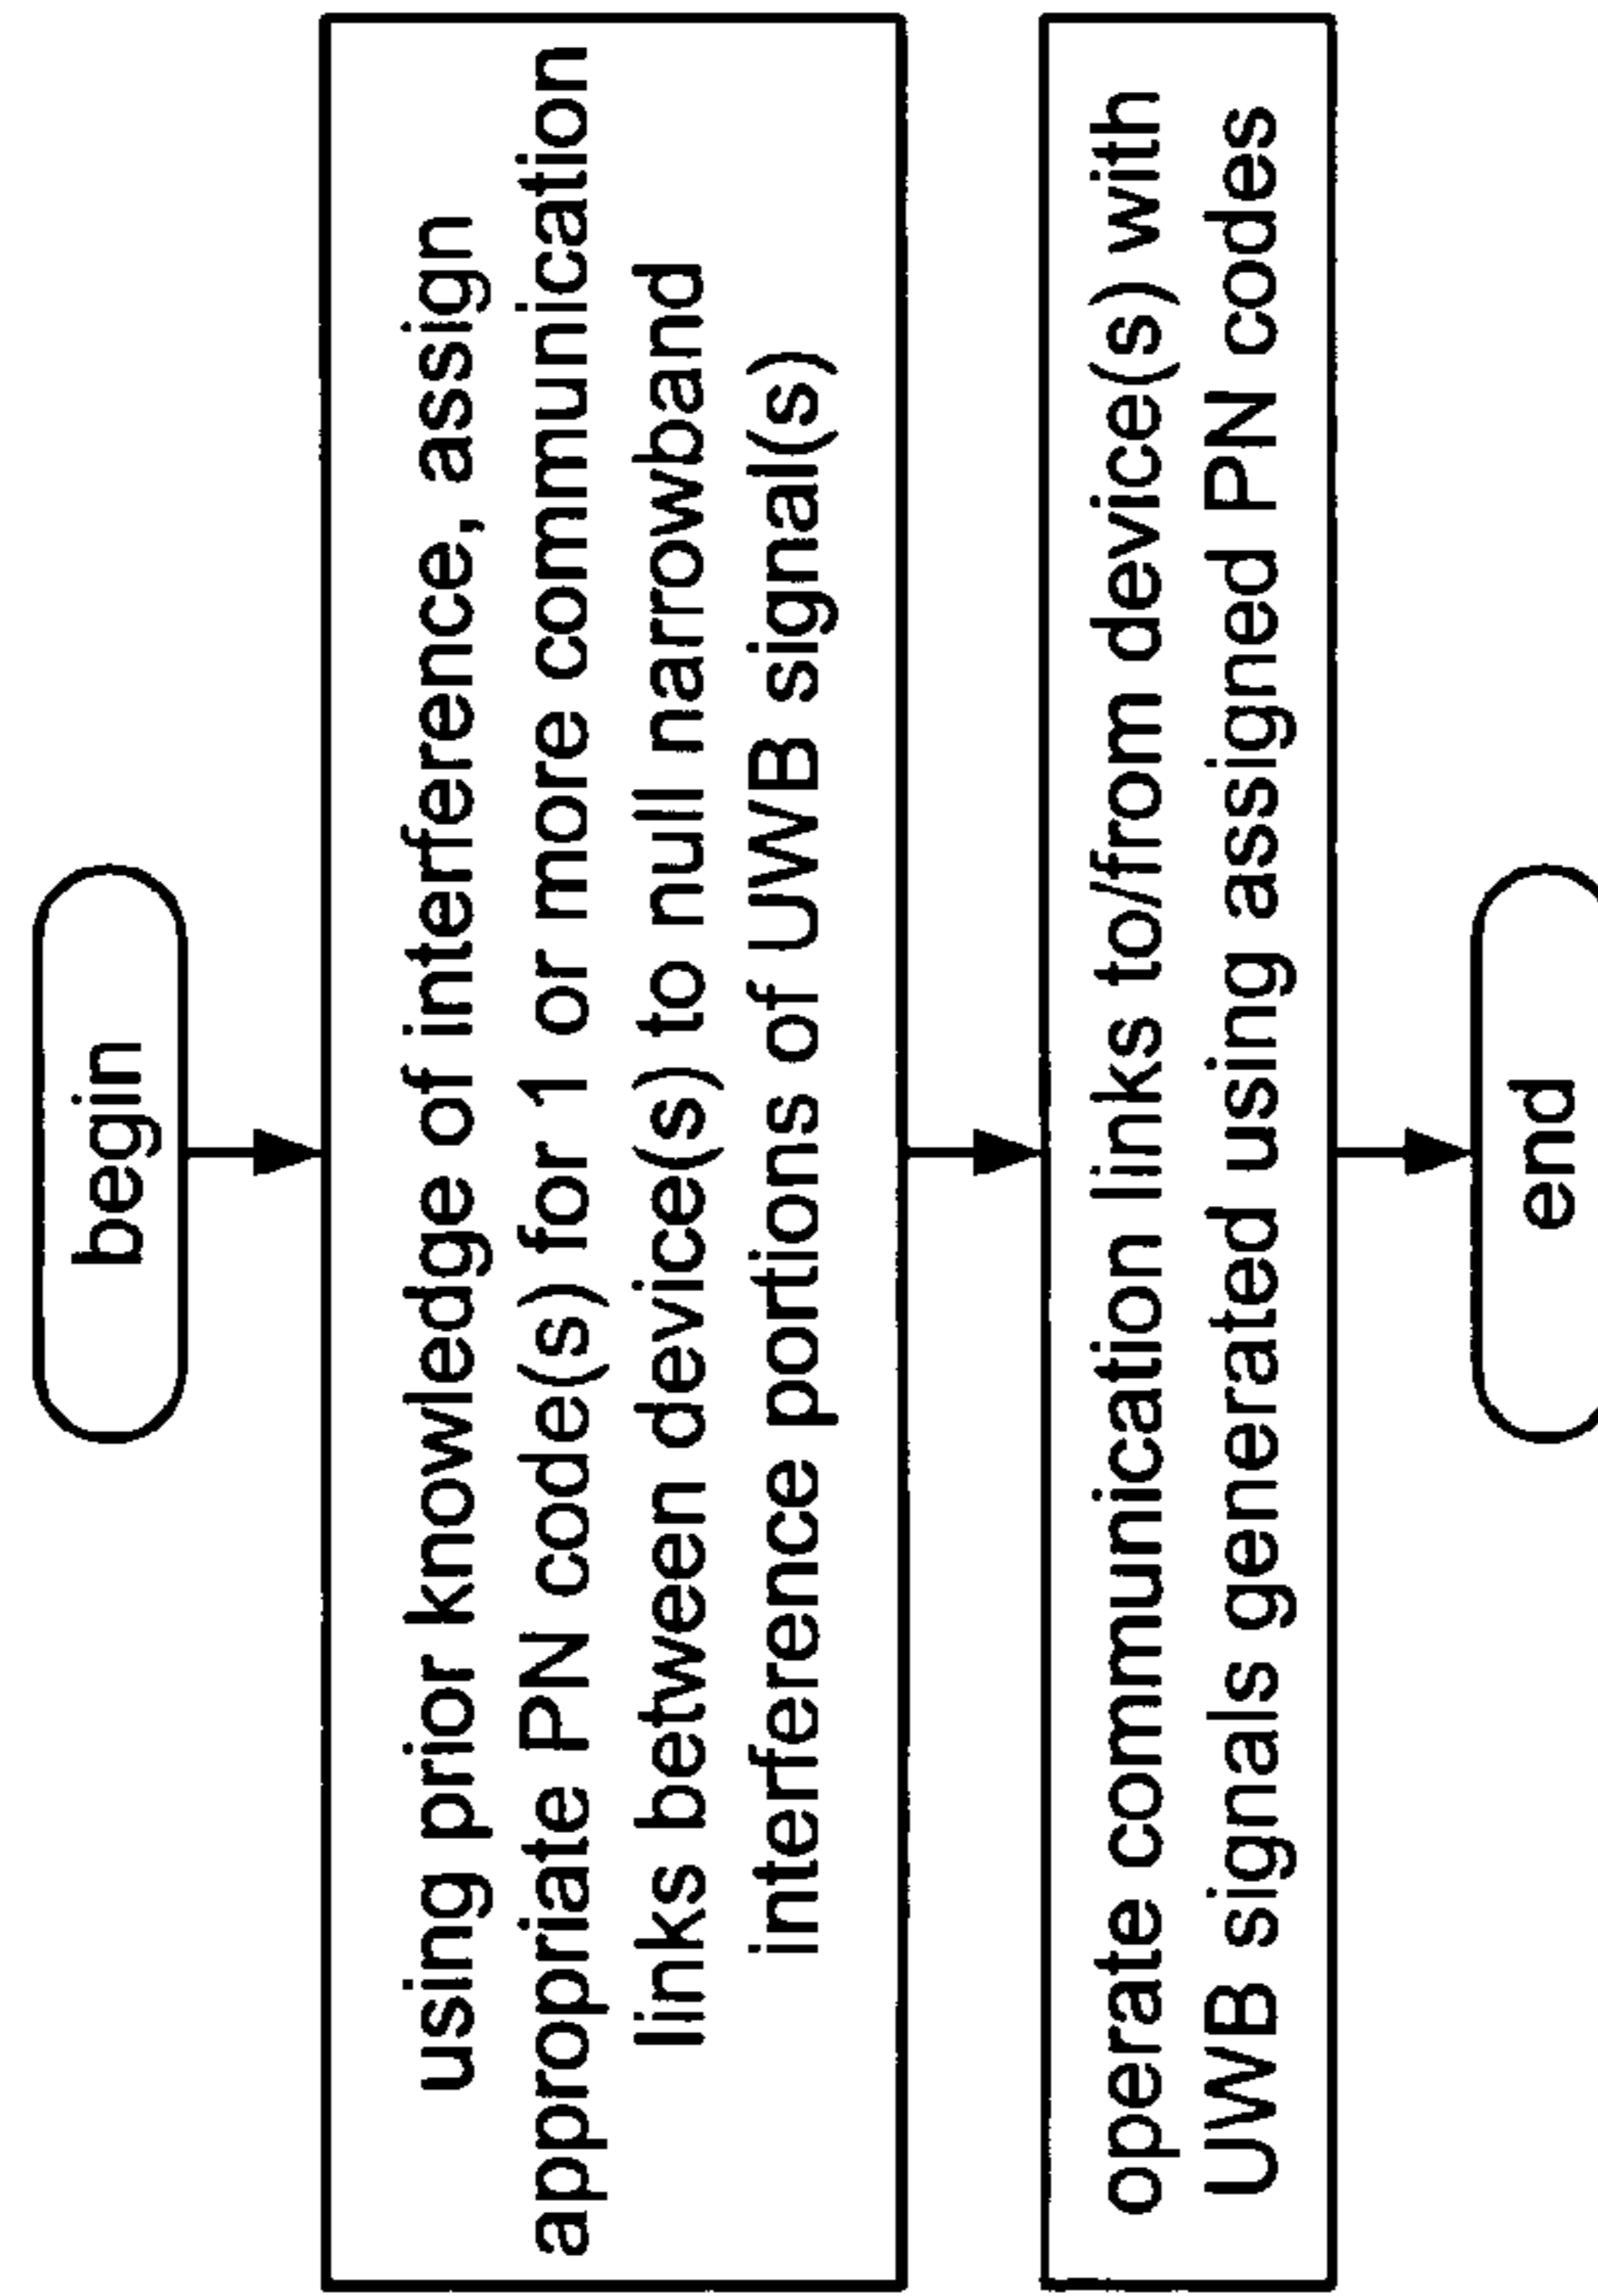 begin
using prior knowledge of interference, assign
appropriate PN code(s) for 1 or more communication
links between device(s) to null narrowband
interference portions of UWB signal(s)
operate communication links to/from device(s) with
UWB signals generated using assigned PN codes
end